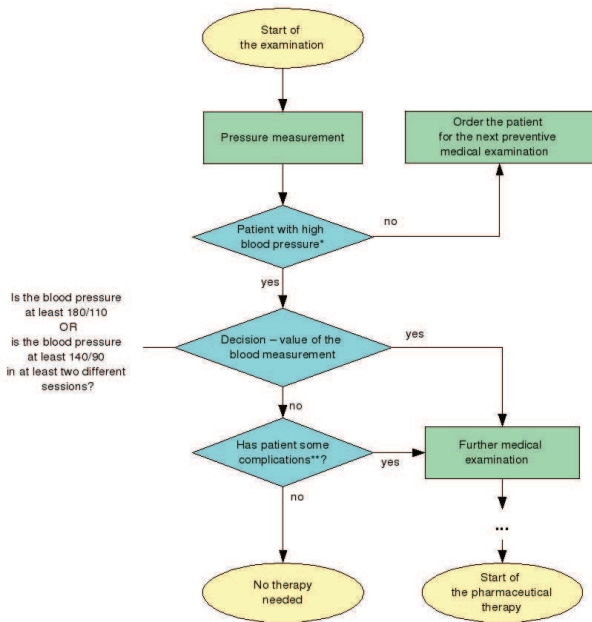 Start of
the examination
Pressure measurement
Order the patient
for the next preventive
medical examination
Patient with high
blood pressure*
no
yes
Is the blood pressure
at least 180/110
OR
is the blood pressure
at least 140/90
in at least two different
sessions?
Decision – value of the
blood measurement
yes
no
Has patient some
complications**?
yes
Further medical
examination
no
...
No therapy
needed
Start of
the pharmaceutical
therapy